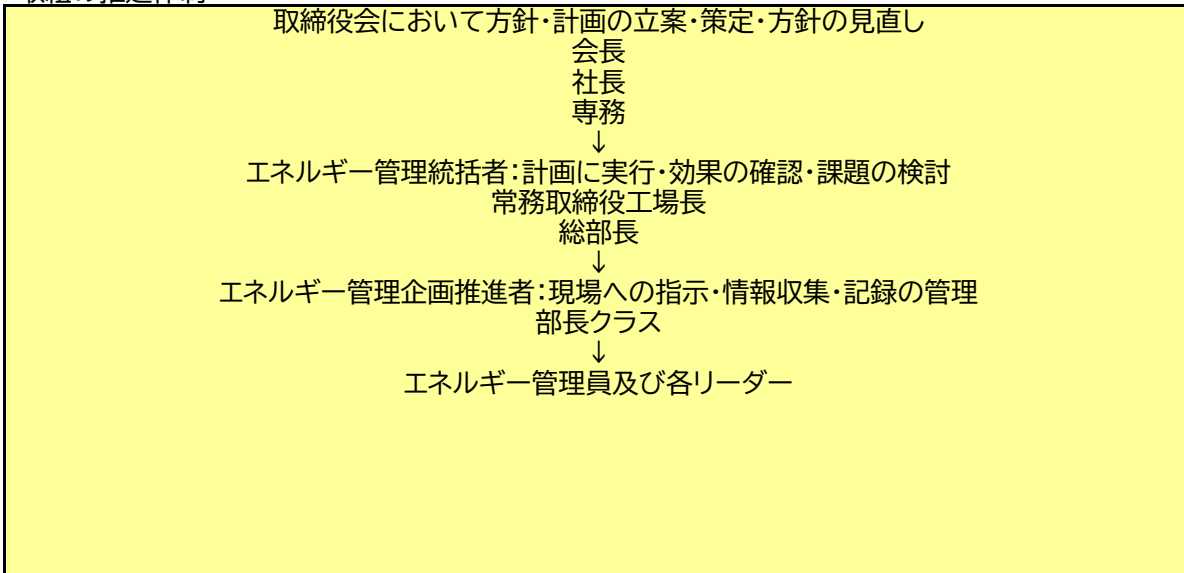 取締役会において方針・計画の立案・策定・方針の見直し
会長
社長
専務
↓
エネルギー管理統括者：計画に実行・効果の確認・課題の検討
常務取締役工場長
総部長
↓
エネルギー管理企画推進者：現場への指示・情報収集・記録の管理
部長クラス
↓
エネルギー管理員及び各リーダー